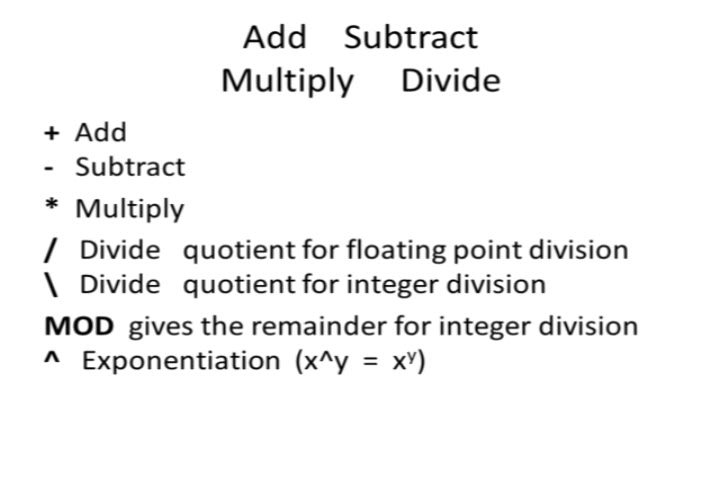 Add Subtract
Multiply Divide
+ Add
- Subtract
* Multiply
/ Divide quotient for floating point division
\ Divide quotient for integer division
MOD gives the remainder for integer division
^ Exponentiation (x^y = xʸ)